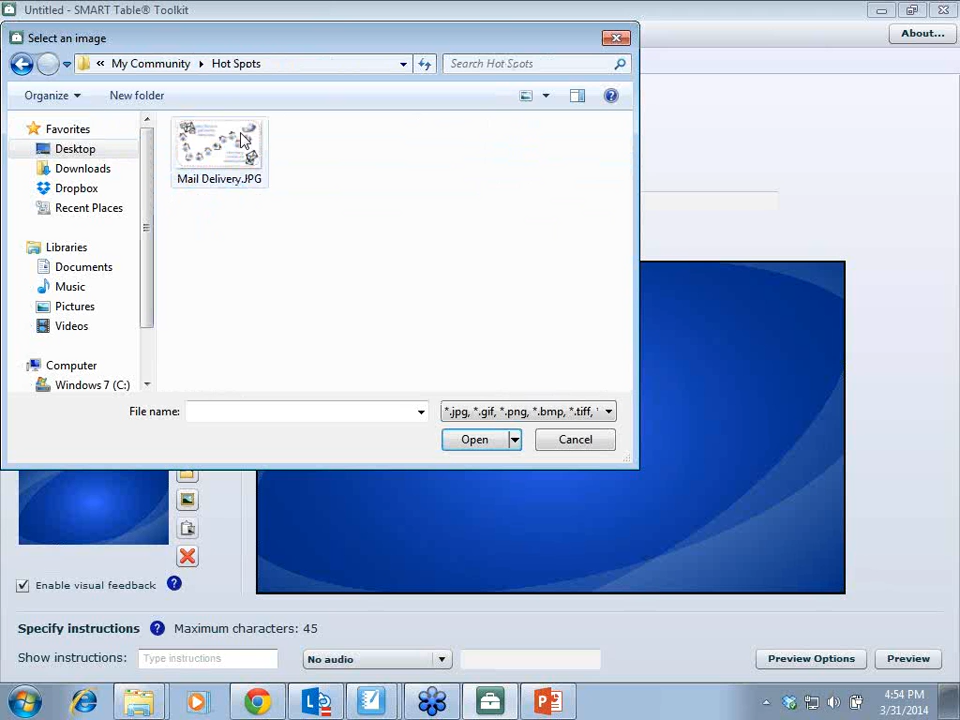 Untitled - SMART Table® Toolkit
About...
Select an image
« My Community Hot Spots
Search Hot Spots
Organize
New folder
Favorites
Desktop
Downloads
Dropbox
Recent Places
Libraries
Documents
Music
Pictures
Videos
Computer
Windows 7 (C:)
Mail Delivery.JPG
File name:
*.jpg, *.gif, *.png, *.bmp, *.tiff, *
Open
Cancel
Enable visual feedback
Specify instructions ? Maximum characters: 45
Show instructions:
Type instructions
No audio
Preview Options
Preview
4:54 PM
3/31/2014